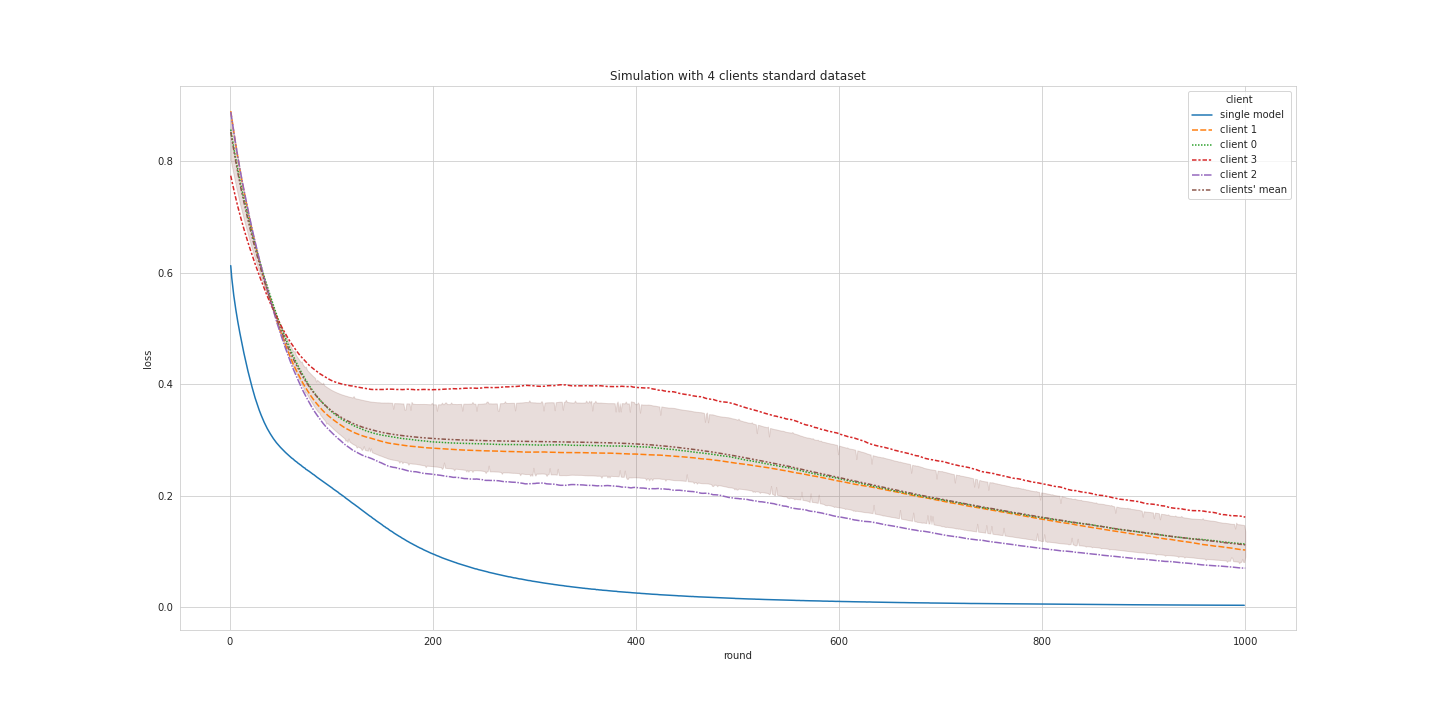 Simulation with 4 clients standard dataset
client
single model
client 1
client 0
client 3
client 2
clients' mean
loss
0.8
0.6
0.4
0.2
0.0
0
200
400
600
800
1000
round